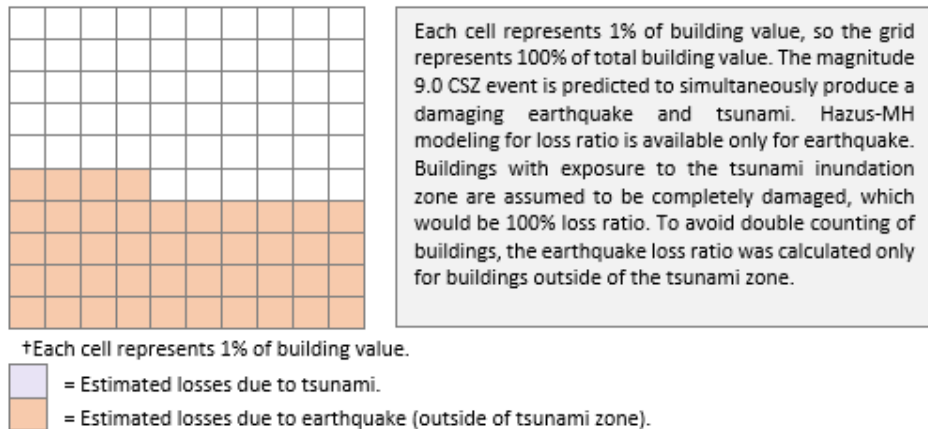 Each cell represents 1% of building value, so the grid
represents 100% of total building value. The magnitude
9.0 CSZ event is predicted to simultaneously produce a
damaging earthquake and tsunami. Hazus-MH
modeling for loss ratio is available only for earthquake.
Buildings with exposure to the tsunami inundation
zone are assumed to be completely damaged, which
would be 100% loss ratio. To avoid double counting of
buildings, the earthquake loss ratio was calculated only
for buildings outside of the tsunami zone.
†Each cell represents 1% of building value.
= Estimated losses due to tsunami.
= Estimated losses due to earthquake (outside of tsunami zone).